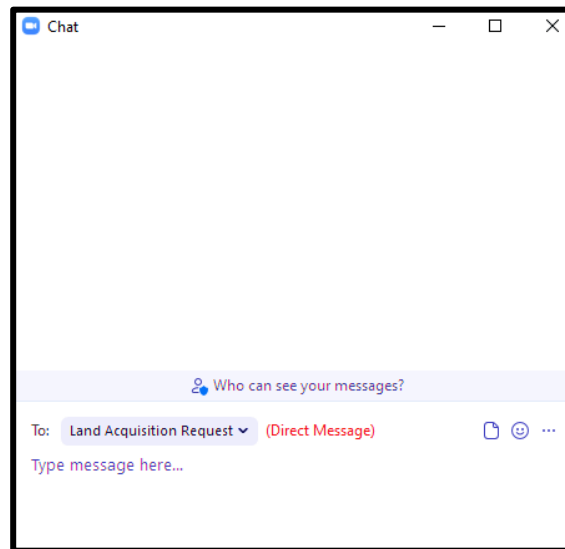 Chat
Who can see your messages?
To: Land Acquisition Request (Direct Message)
Type message here...